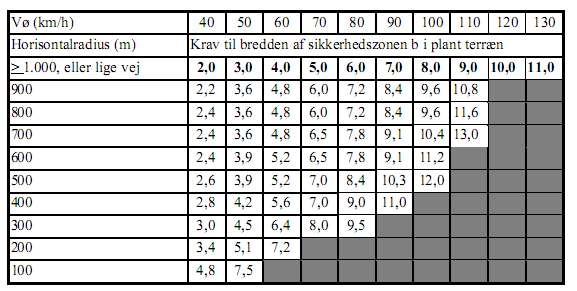 Vø (km/h) 40 50 60 70 80 90 100 110 120 130
Horisontalradius (m) Krav til bredden af sikkerhedszonen b i plant terræn
≥ 1.000, eller lige vej 2,0 3,0 4,0 5,0 6,0 7,0 8,0 9,0 10,0 11,0
900 2,2 3,6 4,8 6,0 7,2 8,4 9,6 10,8
800 2,4 3,6 4,8 6,0 7,2 8,4 9,6 11,6
700 2,4 3,6 4,8 6,5 7,8 9,1 10,4 13,0
600 2,4 3,9 5,2 6,5 7,8 9,1 11,2
500 2,6 3,9 5,2 7,0 8,4 10,3 12,0
400 2,8 4,2 5,6 7,0 9,0 11,0
300 3,0 4,5 6,4 8,0 9,5
200 3,4 5,1 7,2
100 4,8 7,5